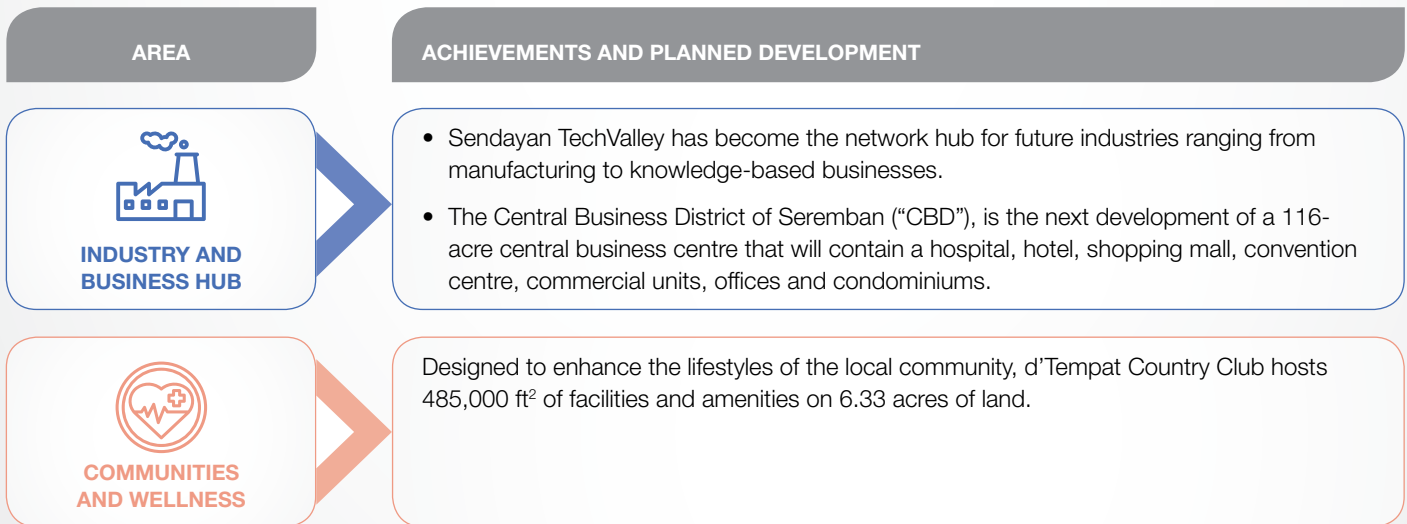 AREA
ACHIEVEMENTS AND PLANNED DEVELOPMENT
INDUSTRY AND
BUSINESS HUB
• Sendayan TechValley has become the network hub for future industries ranging from
manufacturing to knowledge-based businesses.
• The Central Business District of Seremban (“CBD”), is the next development of a 116-
acre central business centre that will contain a hospital, hotel, shopping mall, convention
centre, commercial units, offices and condominiums.
COMMUNITIES
AND WELLNESS
Designed to enhance the lifestyles of the local community, d’Tempat Country Club hosts
485,000 ft² of facilities and amenities on 6.33 acres of land.